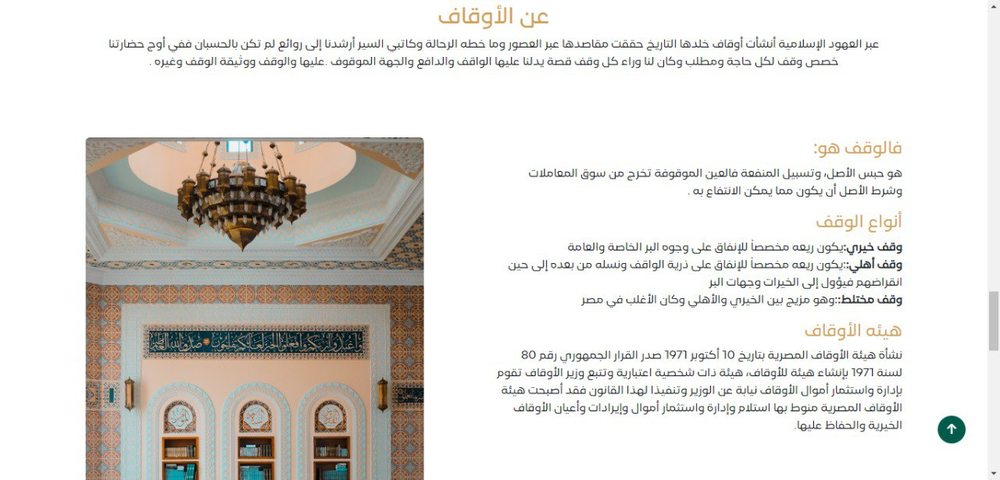 عن الأوقاف
عبر العهود الإسلامية أنشأت أوقاف خلدها التاريخ حققت مقاصدها عبر العصور وما خطه الرحالة وكاتبي السير أرشدنا إلى روائع لم تكن بالحسبان ففي أوج حضارتنا
خصص وقف لكل حاجة ومطلب وكان لنا وراء كل وقف قصة يدلنا عليها الواقف والدافع والجهة الموقوف .عليها والوقف ووثيقة الوقف وغيره .
فالوقف هو:
هو حبس الأصل، وتسبيل المنفعة فالعين الموقوفة تخرج من سوق المعاملات
وشرط الأصل أن يكون مما يمكن الانتفاع به .
أنواع الوقف
وقف خيري:يكون ريعه مخصصاً للإنفاق على وجوه البر الخاصة والعامة
وقف أهلي::يكون ريعه مخصصاً للإنفاق على ذرية الواقف ونسله من بعده إلى حين
انقراضهم فيؤول إلى الخيرات وجهات البر
وقف مختلط::وهو مزيج بين الخيري والأهلي وكان الأغلب في مصر
هيئه الأوقاف
نشأة هيئة الأوقاف المصرية بتاريخ 10 أكتوبر 1971 صدر القرار الجمهوري رقم 80
لسنة 1971 بإنشاء هيئة للأوقاف، هيئة ذات شخصية اعتبارية وتتبع وزير الأوقاف تقوم
بإدارة واستثمار أموال الأوقاف نيابة عن الوزير وتنفيذا لهذا القانون فقد أصبحت هيئة
الأوقاف المصرية منوط بها استلام وإدارة واستثمار أموال وإيرادات وأعيان الأوقاف
الخيرية والحفاظ عليها.